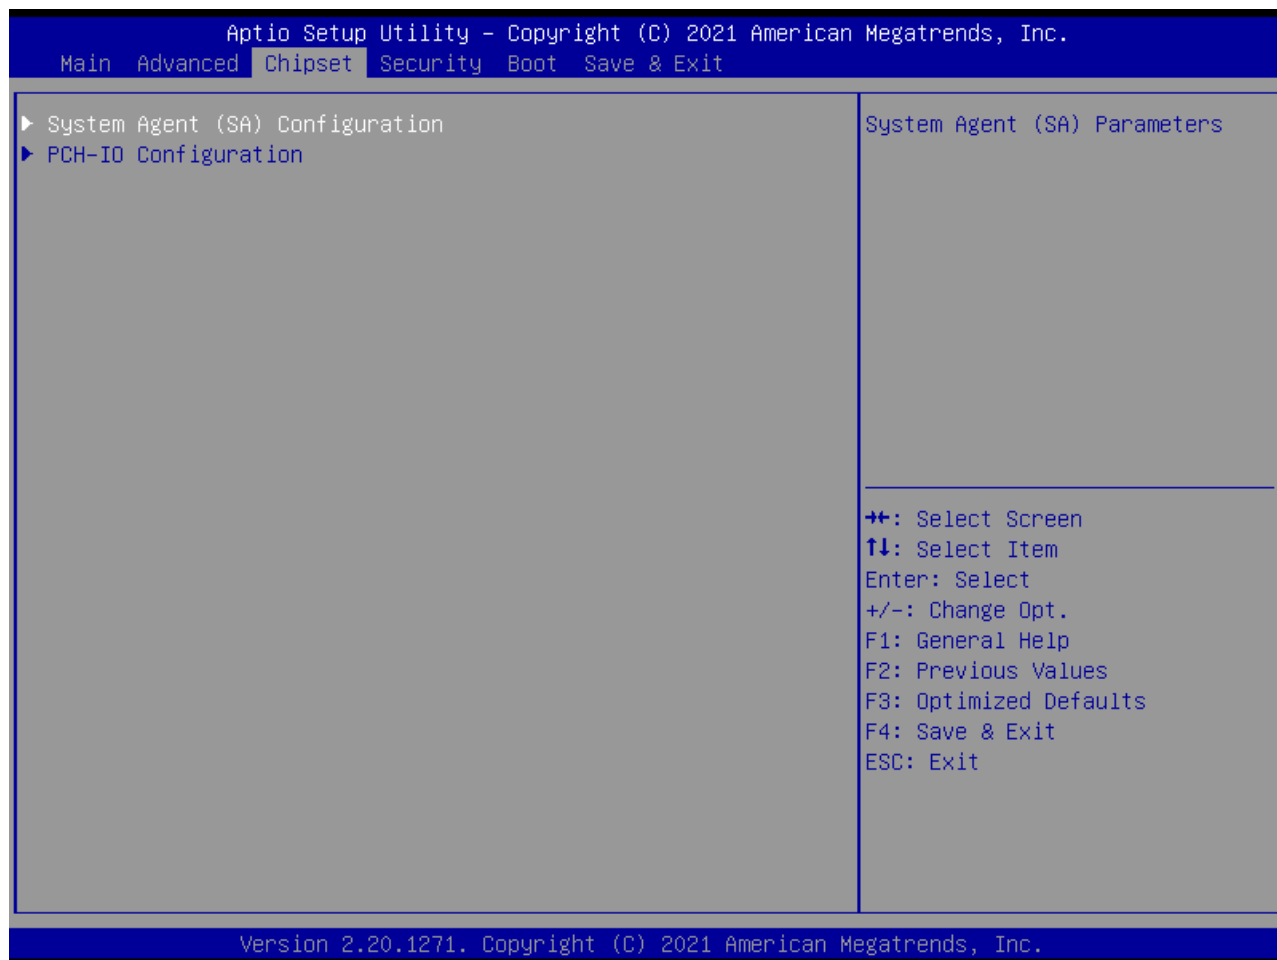 Aptio Setup Utility – Copyright (C) 2021 American Megatrends, Inc.
Main Advanced Chipset Security Boot Save & Exit
▶ System Agent (SA) Configuration
▶ PCH-IO Configuration
System Agent (SA) Parameters
→←: Select Screen
↑↓: Select Item
Enter: Select
+/-: Change Opt.
F1: General Help
F2: Previous Values
F3: Optimized Defaults
F4: Save & Exit
ESC: Exit
Version 2.20.1271. Copyright (C) 2021 American Megatrends, Inc.